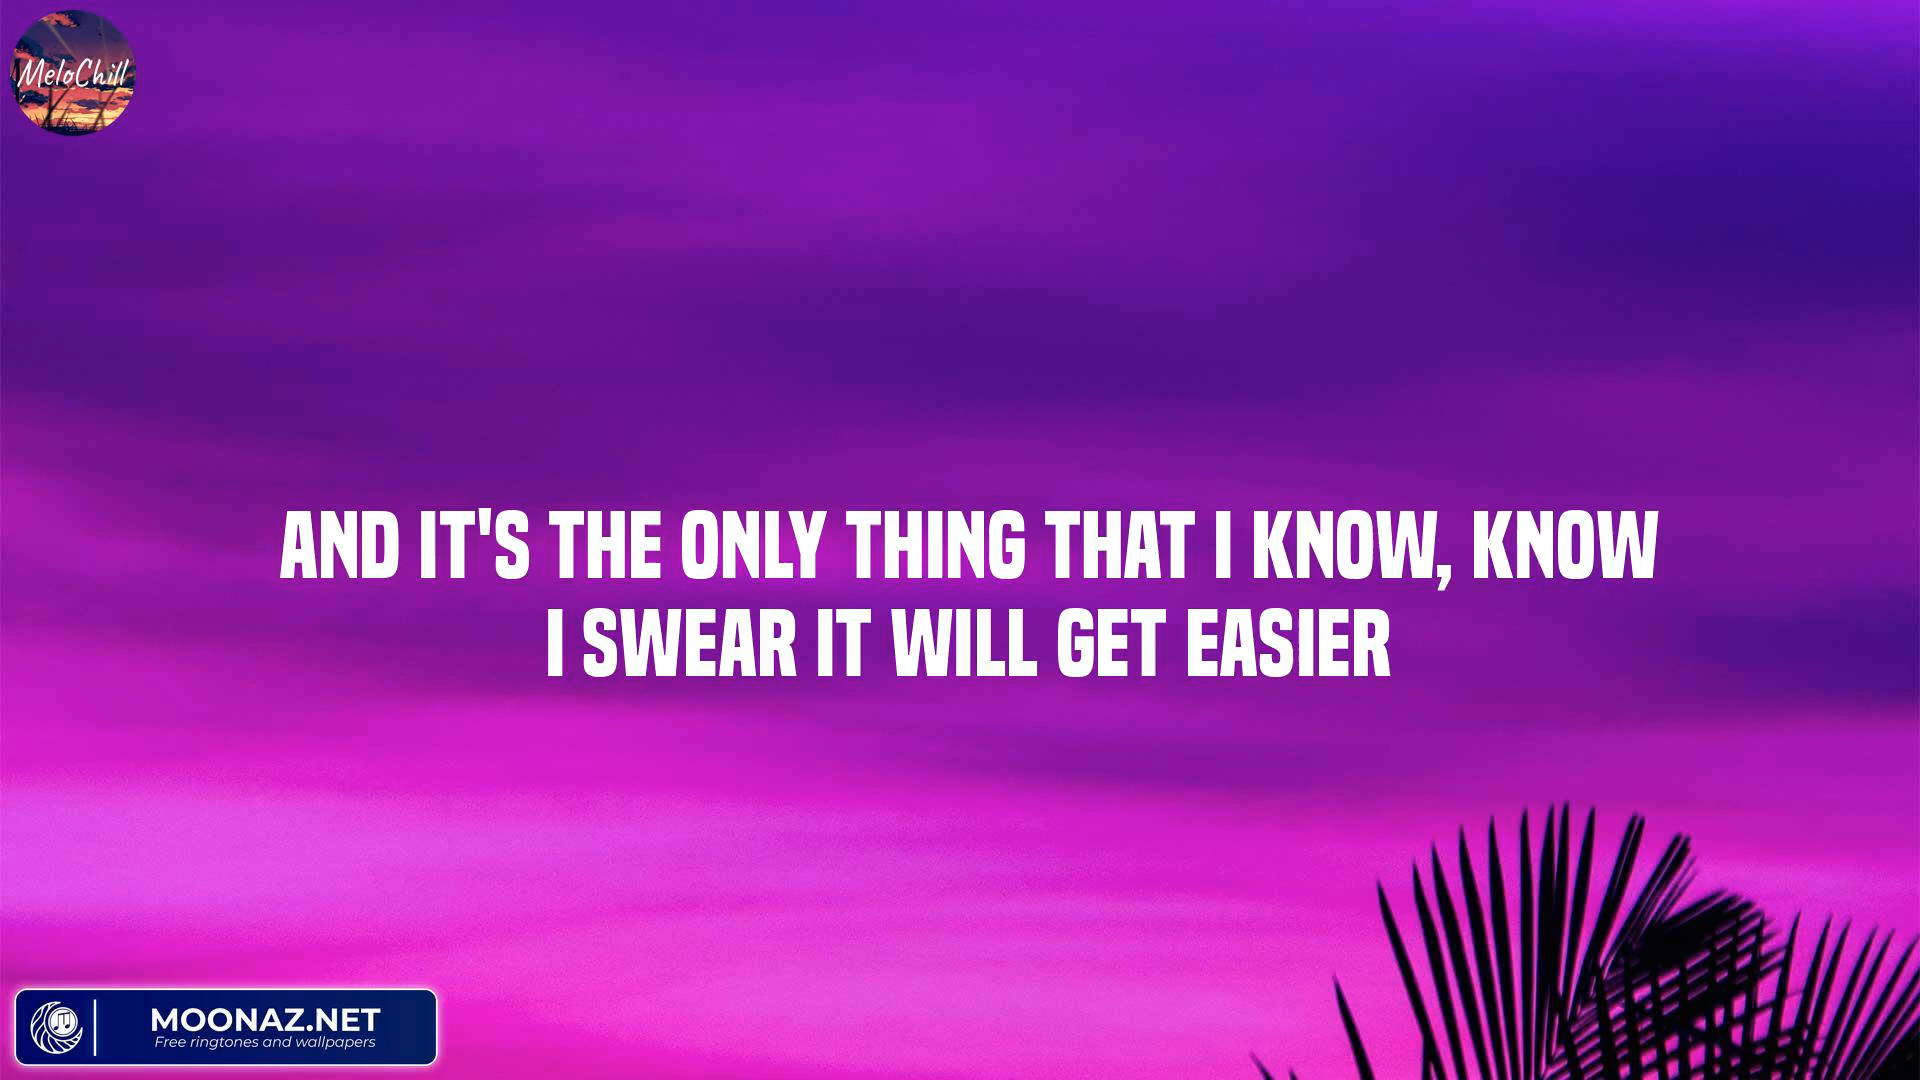 MeloChill
AND IT'S THE ONLY THING THAT I KNOW, KNOW
I SWEAR IT WILL GET EASIER
MOONAZ.NET
Free ringtones and wallpapers